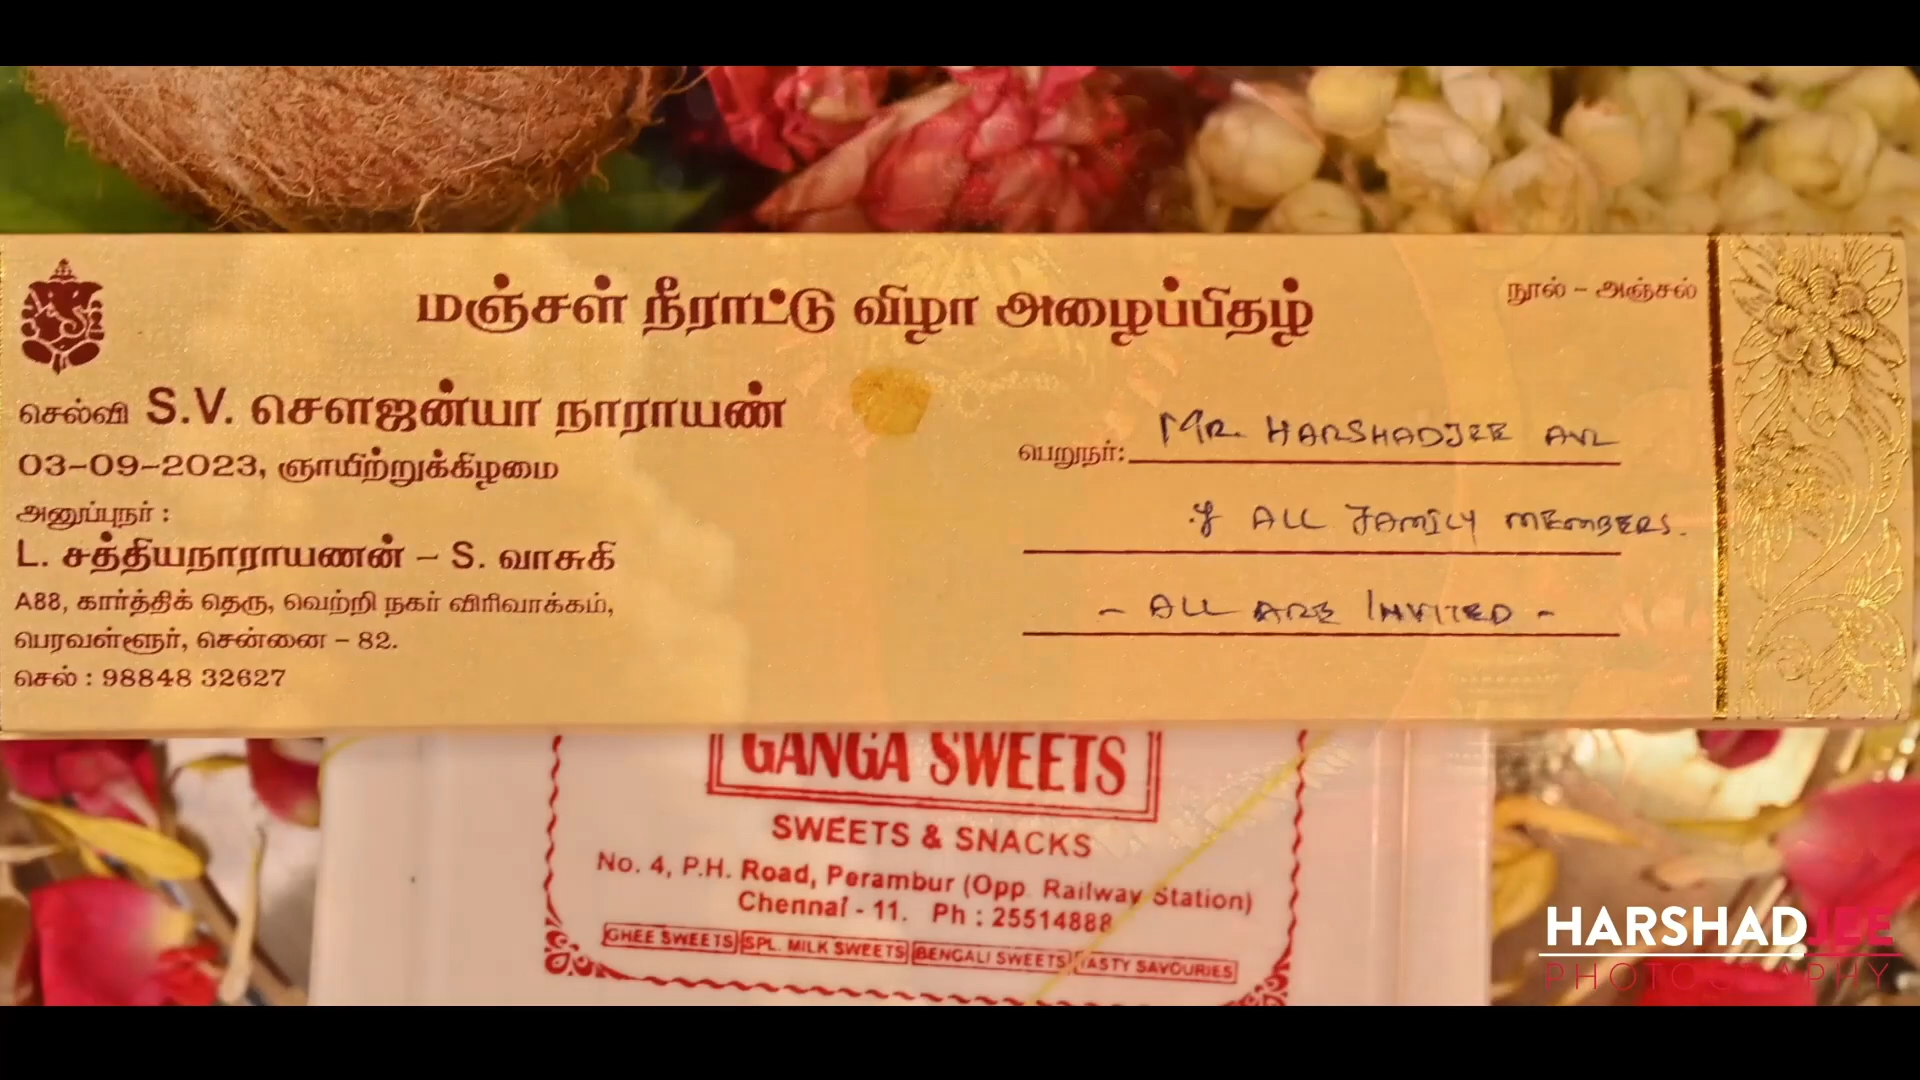 மஞ்சள் நீராட்டு விழா அழைப்பிதழ்
நூல் - அஞ்சல்
செல்வி S.V. சௌஜன்யா நாராயண்
03-09-2023, ஞாயிற்றுக்கிழமை
அனுப்புநர் :
L. சத்தியநாராயணன் - S. வாசுகி
A88, கார்த்திக் தெரு, வெற்றி நகர் விரிவாக்கம்,
பெரவள்ளூர், சென்னை - 82.
செல் : 98848 32627
பெறுநர்: MR. HARSHADJEE AVL
& ALL FAMILY MEMBERS.
- ALL ARE INVITED -
GANGA SWEETS
SWEETS & SNACKS
No. 4, P.H. Road, Perambur (Opp. Railway Station)
Chennai - 11. Ph : 25514888
GHEE SWEETS SPL. MILK SWEETS BENGALI SWEETS TASTY SAVOURIES
HARSHADJEE
PHOTOGRAPHY